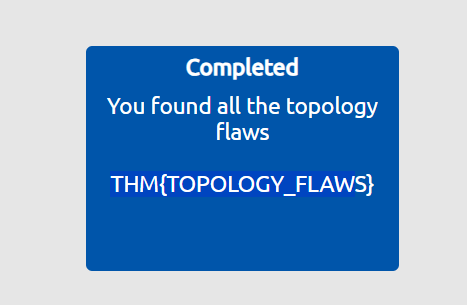 Completed
You found all the topology
flaws
THM{TOPOLOGY_FLAWS}